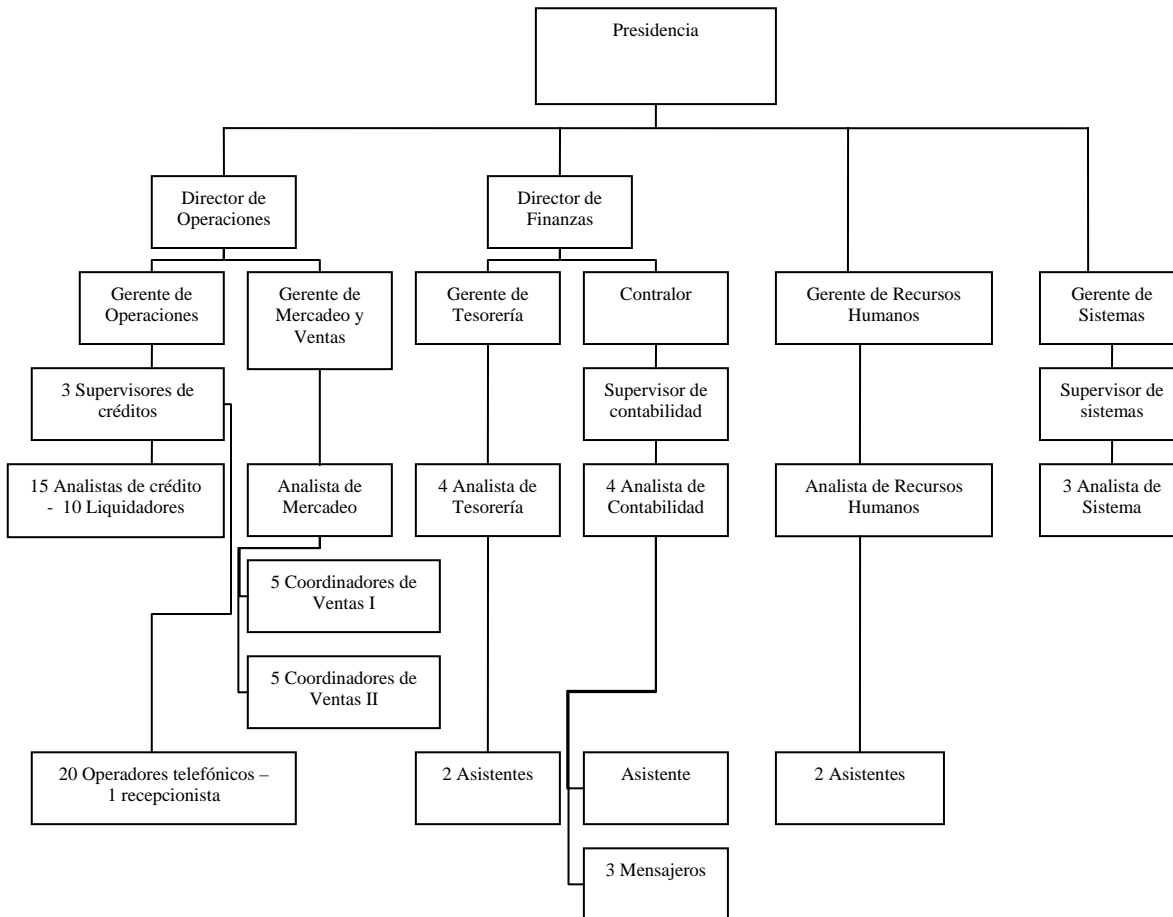 Presidencia
Director de
Operaciones
Director de
Finanzas
Gerente de
Operaciones
Gerente de
Mercadeo y
Ventas
Gerente de
Tesorería
Contralor
Gerente de Recursos
Humanos
Gerente de
Sistemas
3 Supervisores de
créditos
Supervisor de
contabilidad
Supervisor de
sistemas
15 Analistas de crédito
- 10 Liquidadores
Analista de
Mercadeo
4 Analista de
Tesorería
4 Analista de
Contabilidad
Analista de Recursos
Humanos
3 Analista de
Sistema
5 Coordinadores de
Ventas I
5 Coordinadores de
Ventas II
20 Operadores telefónicos –
1 recepcionista
2 Asistentes
Asistente
2 Asistentes
3 Mensajeros